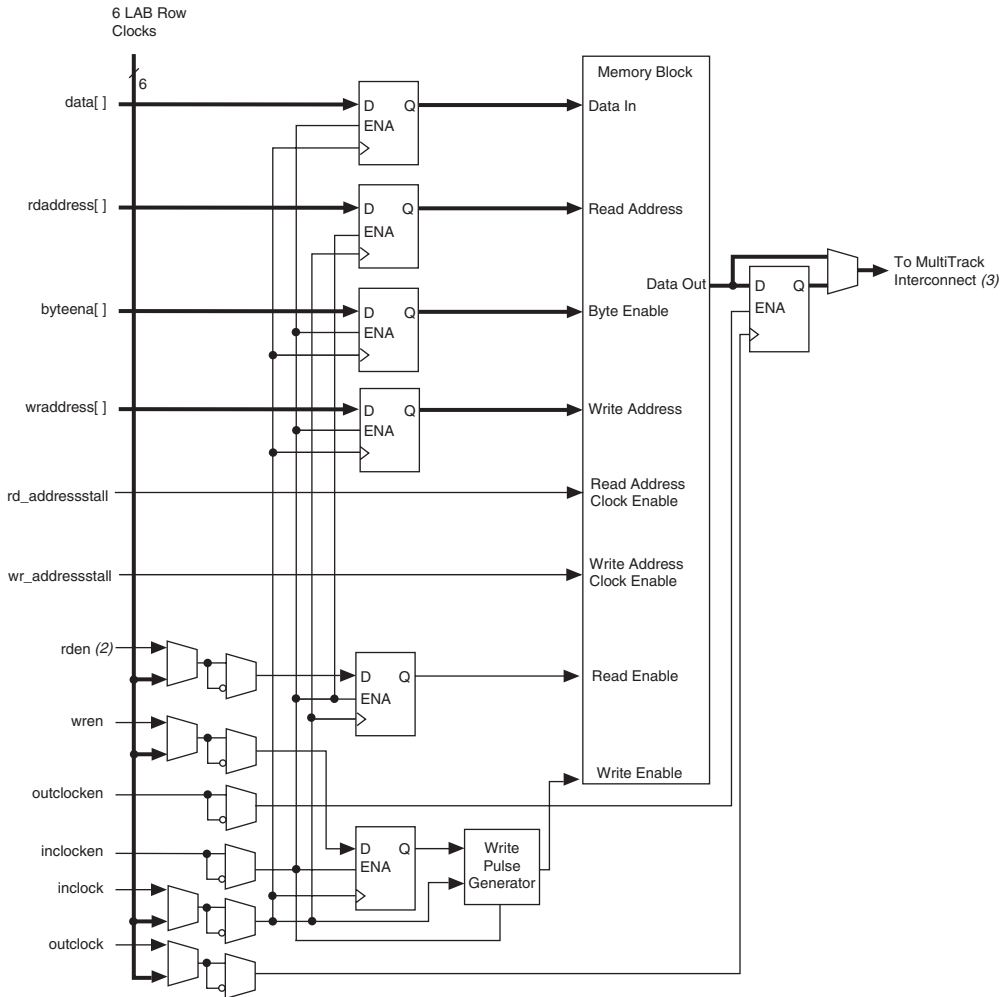 6 LAB Row
Clocks
6
Memory Block
data[ ]
D Q
ENA
Data In
rdaddress[ ]
D Q
ENA
Read Address
To MultiTrack
Interconnect (3)
Data Out
D Q
ENA
byteena[ ]
D Q
ENA
Byte Enable
wraddress[ ]
D Q
ENA
Write Address
rd_addressstall
Read Address
Clock Enable
wr_addressstall
Write Address
Clock Enable
rden (2)
D Q
ENA
Read Enable
wren
Write Enable
outclocken
inclocken
D Q
ENA
Write
Pulse
Generator
inclock
outclock